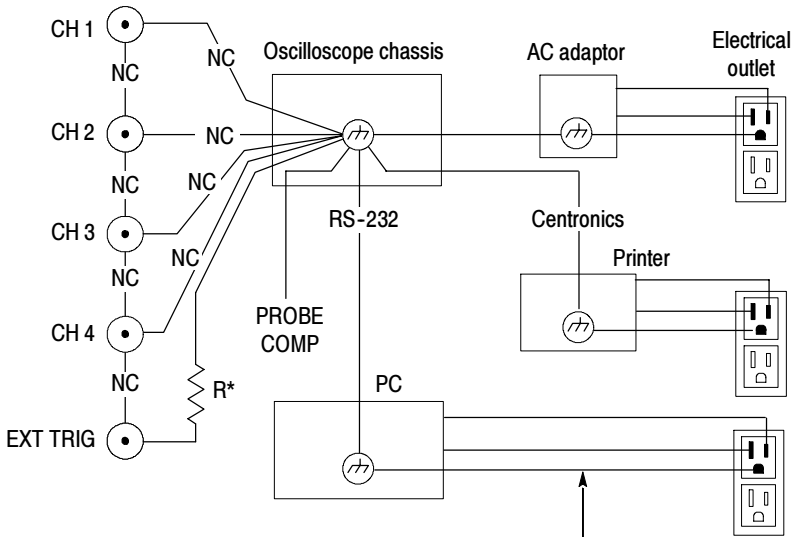 CH 1
NC
Oscilloscope chassis
AC adaptor
Electrical
outlet
NC
CH 2
NC
NC
NC
CH 3
NC
RS-232
Centronics
NC
Printer
CH 4
PROBE
COMP
NC
R*
PC
EXT TRIG